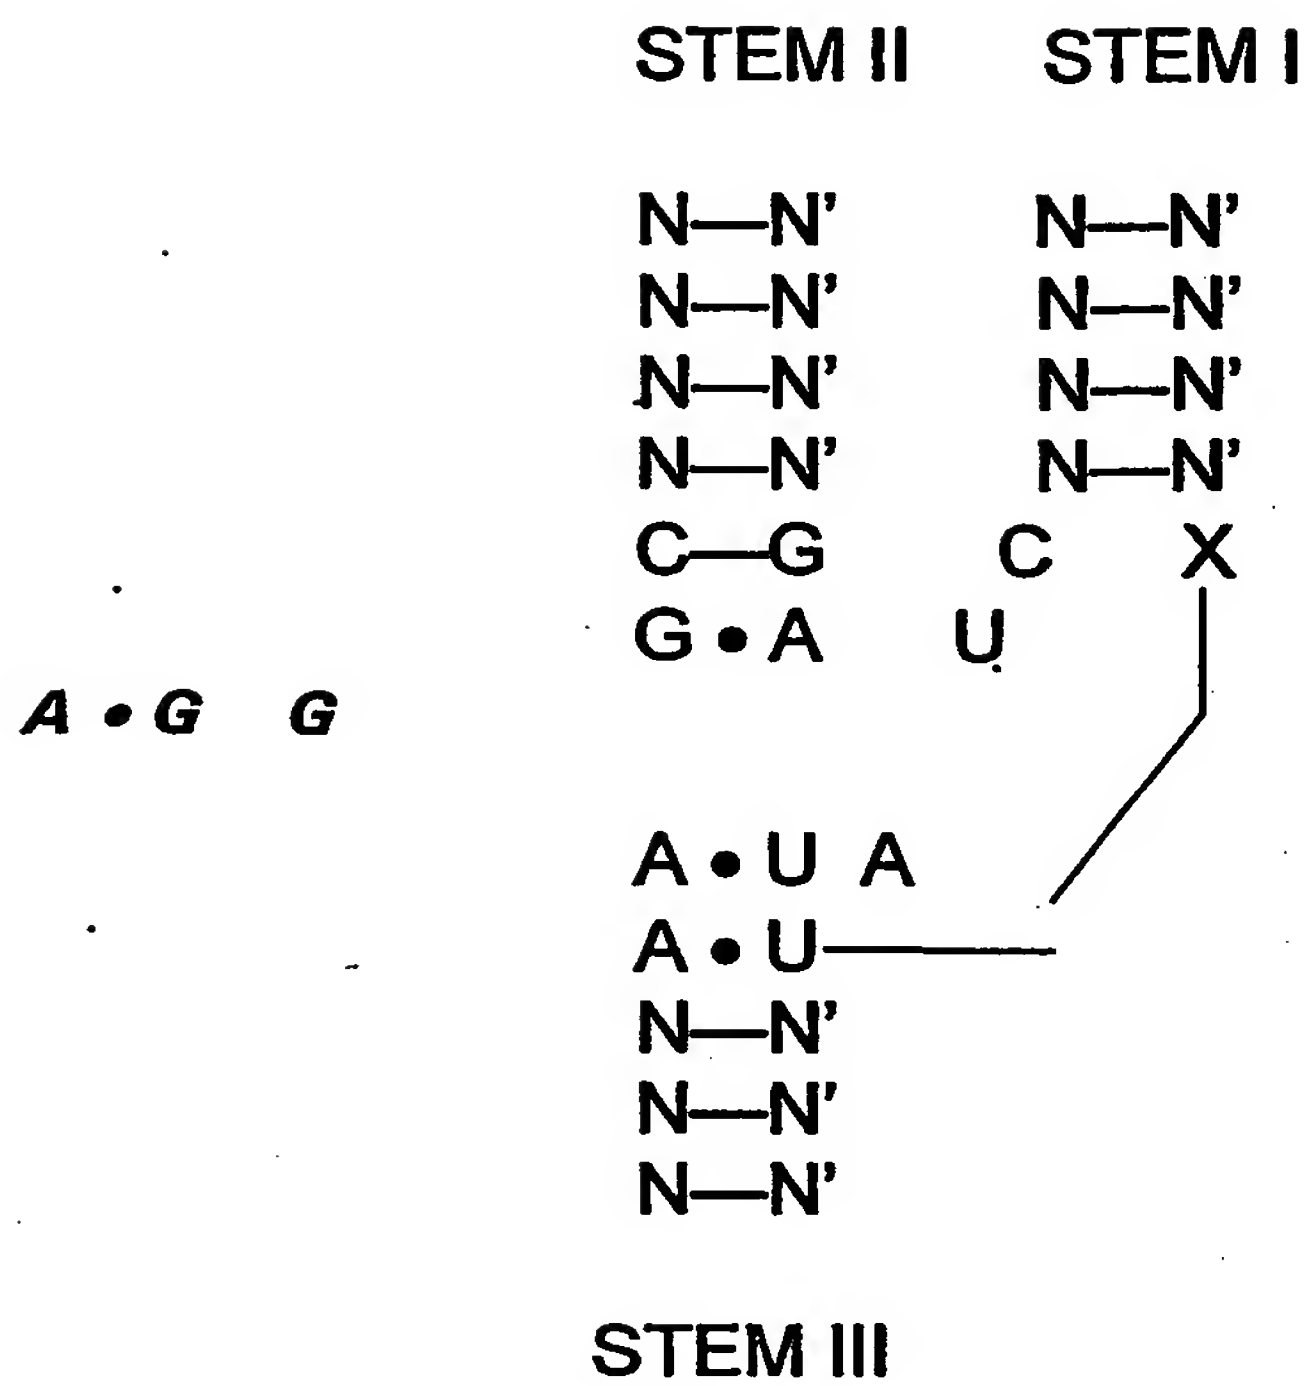 STEM II STEM I
N—N' N—N'
N—N' N—N'
N—N' N—N'
N—N' N—N'
C—G C X
G•A U
A•G G
A•U A
A•U
N—N'
N—N'
N—N'
STEM III